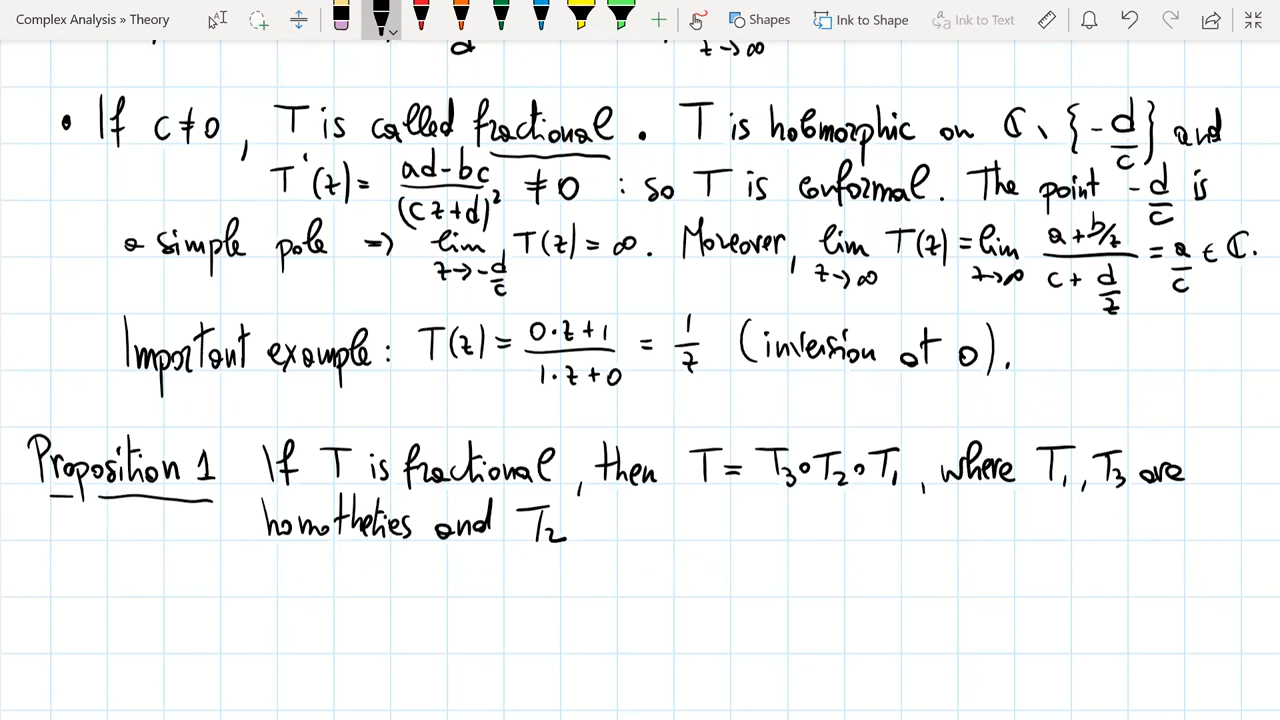 Complex Analysis » Theory
Shapes
Ink to Shape
Ink to Text
d
z→∞
• If c≠0, T is called fractional. T is holomorphic on ℂ∖{-d/c} and
T'(z) = (ad-bc)/(cz+d)² ≠0 : so T is conformal. The point -d/c is
a simple pole ⇒ lim z→-d/c T(z) = ∞. Moreover, lim z→∞ T(z) = lim z→∞ (a+b/z)/(c+d/z) = a/c ∈ ℂ.
Important example: T(z) = (0·z+1)/(1·z+0) = 1/z (inversion at 0).
Proposition 1 If T is fractional, then T = T₃∘T₂∘T₁, where T₁, T₃ are
homotheties and T₂